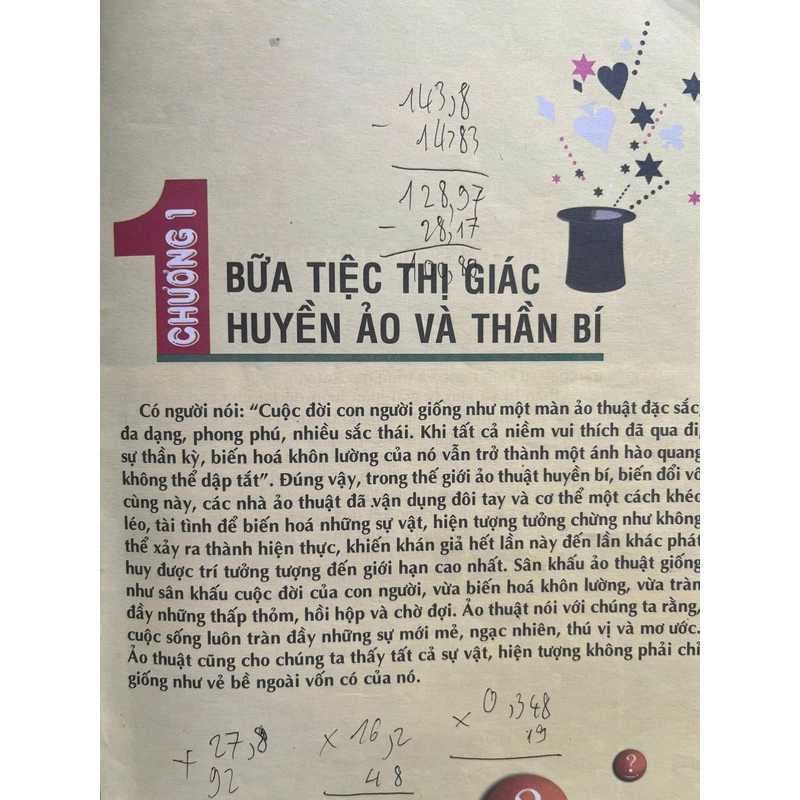 143,8
- 14,83
128,97
- 28,17
100,80
1
CHƯƠNG 1
BỮA TIỆC THỊ GIÁC
HUYỀN ẢO VÀ THẦN BÍ
Có người nói: “Cuộc đời con người giống như một màn ảo thuật đặc sắc,
đa dạng, phong phú, nhiều sắc thái. Khi tất cả niềm vui thích đã qua đi,
sự thần kỳ, biến hoá khôn lường của nó vẫn trở thành một ánh hào quang
không thể dập tắt”. Đúng vậy, trong thế giới ảo thuật huyền bí, biến đổi vô
cùng này, các nhà ảo thuật đã vận dụng đôi tay và cơ thể một cách khéo
léo, tài tình để biến hoá những sự vật, hiện tượng tưởng chừng như không
thể xảy ra thành hiện thực, khiến khán giả hết lần này đến lần khác phát
huy được trí tưởng tượng đến giới hạn cao nhất. Sân khấu ảo thuật giống
như sân khấu cuộc đời của con người, vừa biến hoá khôn lường, vừa tràn
đầy những thấp thỏm, hồi hộp và chờ đợi. Ảo thuật nói với chúng ta rằng,
cuộc sống luôn tràn đầy những sự mới mẻ, ngạc nhiên, thú vị và mơ ước.
Ảo thuật cũng cho chúng ta thấy tất cả sự vật, hiện tượng không phải chỉ
giống như vẻ bề ngoài vốn có của nó.
+ 27,8
92
× 16,2
48
× 0,348
19
?
?